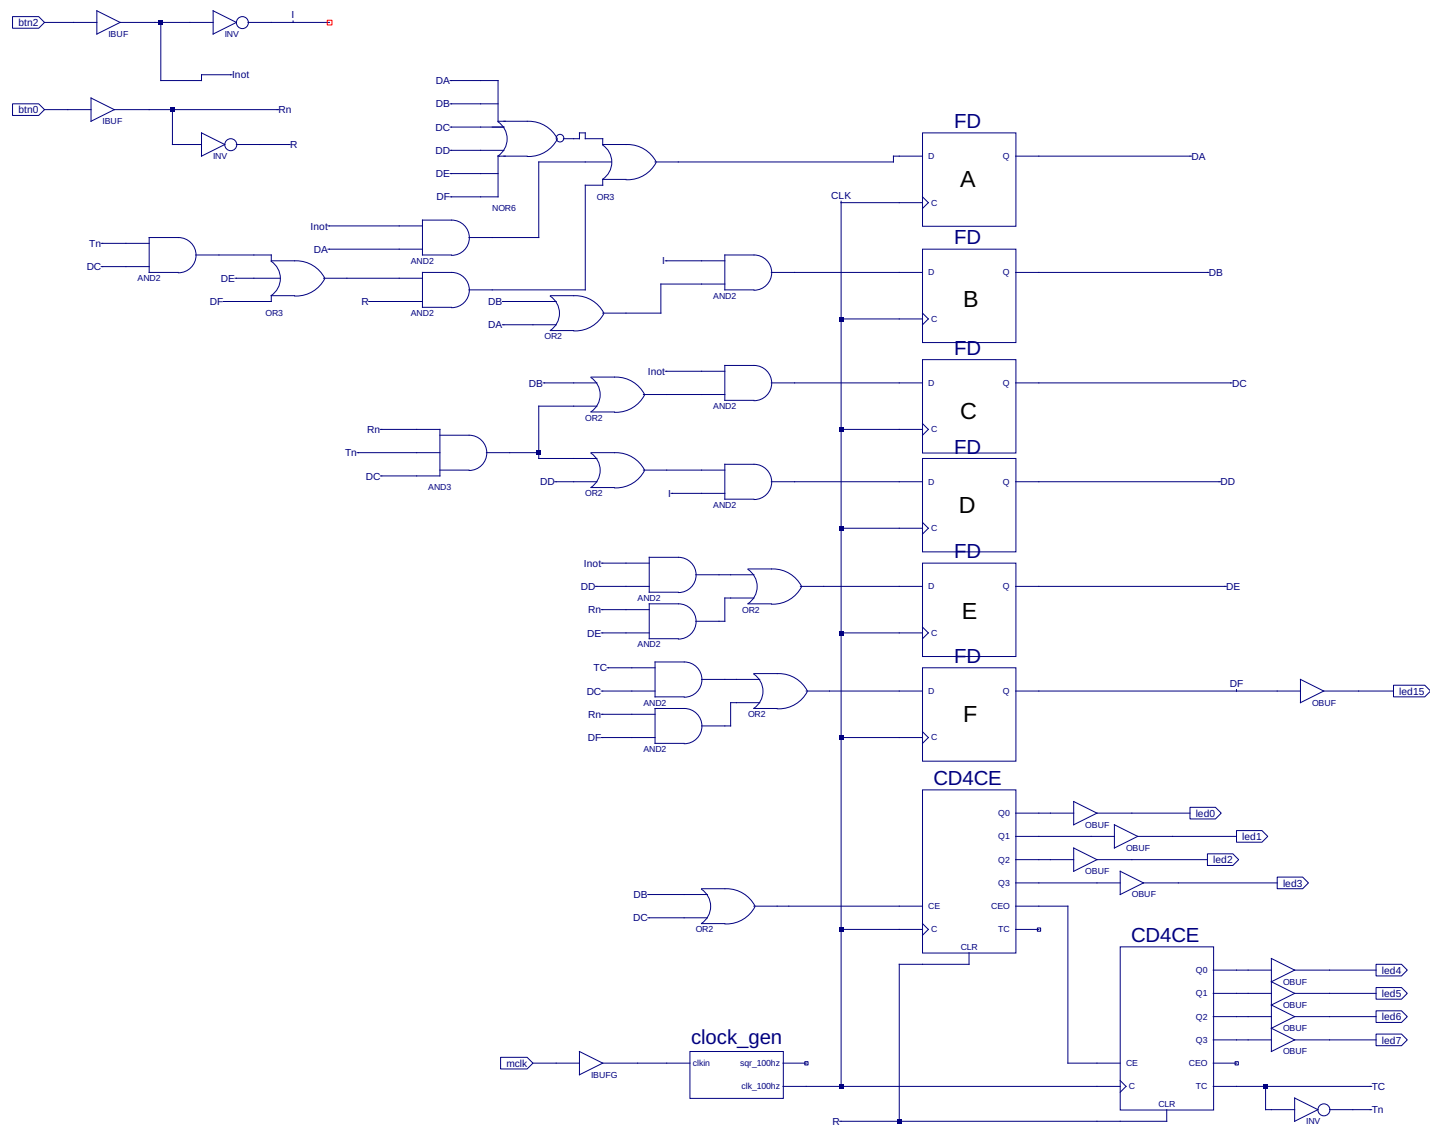 btn2
IBUF
INV
I
Inot
btn0
IBUF
Rn
INV
R
DA
DB
DC
DD
DE
DF
NOR6
OR3
Inot
DA
AND2
Tn
DC
AND2
DE
DF
OR3
R
AND2
DB
DA
OR2
I
AND2
CLK
FD
D
Q
A
C
DA
FD
D
Q
B
C
DB
DB
OR2
Inot
AND2
FD
D
Q
C
C
DC
Rn
Tn
DC
AND3
DD
OR2
I
AND2
FD
D
Q
D
C
DD
Inot
DD
AND2
Rn
DE
AND2
OR2
FD
D
Q
E
C
DE
TC
DC
AND2
Rn
DF
AND2
OR2
FD
D
Q
F
C
DF
OBUF
led15
CD4CE
Q0
OBUF
led0
Q1
OBUF
led1
Q2
OBUF
led2
Q3
OBUF
led3
DB
DC
OR2
CE
CEO
C
TC
CLR
CD4CE
Q0
OBUF
led4
Q1
OBUF
led5
Q2
OBUF
led6
Q3
OBUF
led7
CE
CEO
C
TC
CLR
TC
INV
Tn
mclk
IBUFG
clock_gen
clkin
sqr_100hz
clk_100hz
R